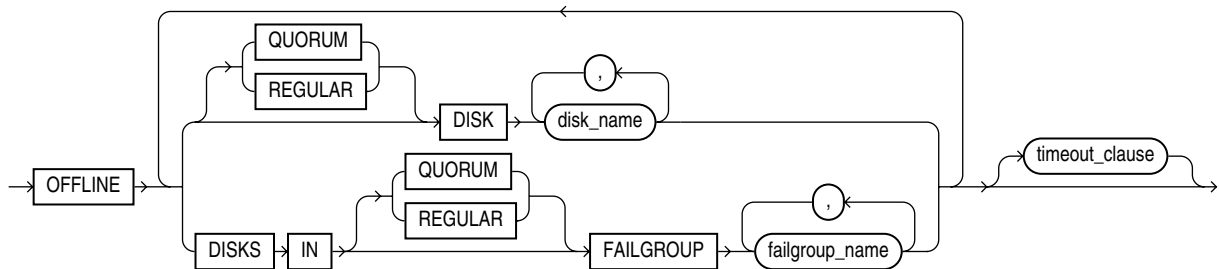 QUORUM
REGULAR
DISK
,
disk_name
timeout_clause
OFFLINE
QUORUM
REGULAR
DISKS
IN
FAILGROUP
,
failgroup_name